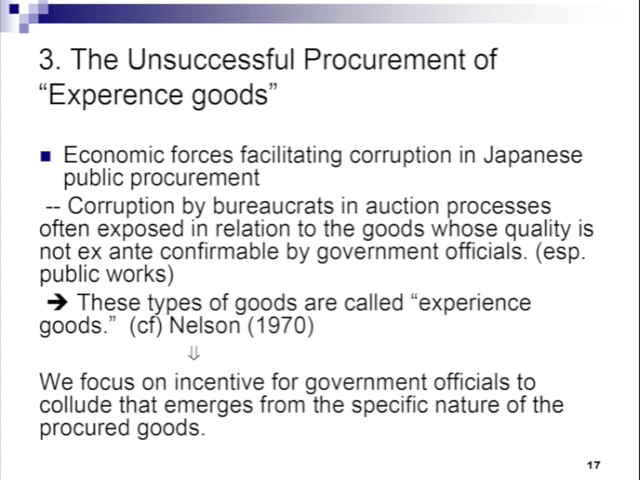 3. The Unsuccessful Procurement of
“Experence goods”
■ Economic forces facilitating corruption in Japanese
public procurement
-- Corruption by bureaucrats in auction processes
often exposed in relation to the goods whose quality is
not ex ante confirmable by government officials. (esp.
public works)
➔ These types of goods are called “experience
goods.” (cf) Nelson (1970)
⇓
We focus on incentive for government officials to
collude that emerges from the specific nature of the
procured goods.
17